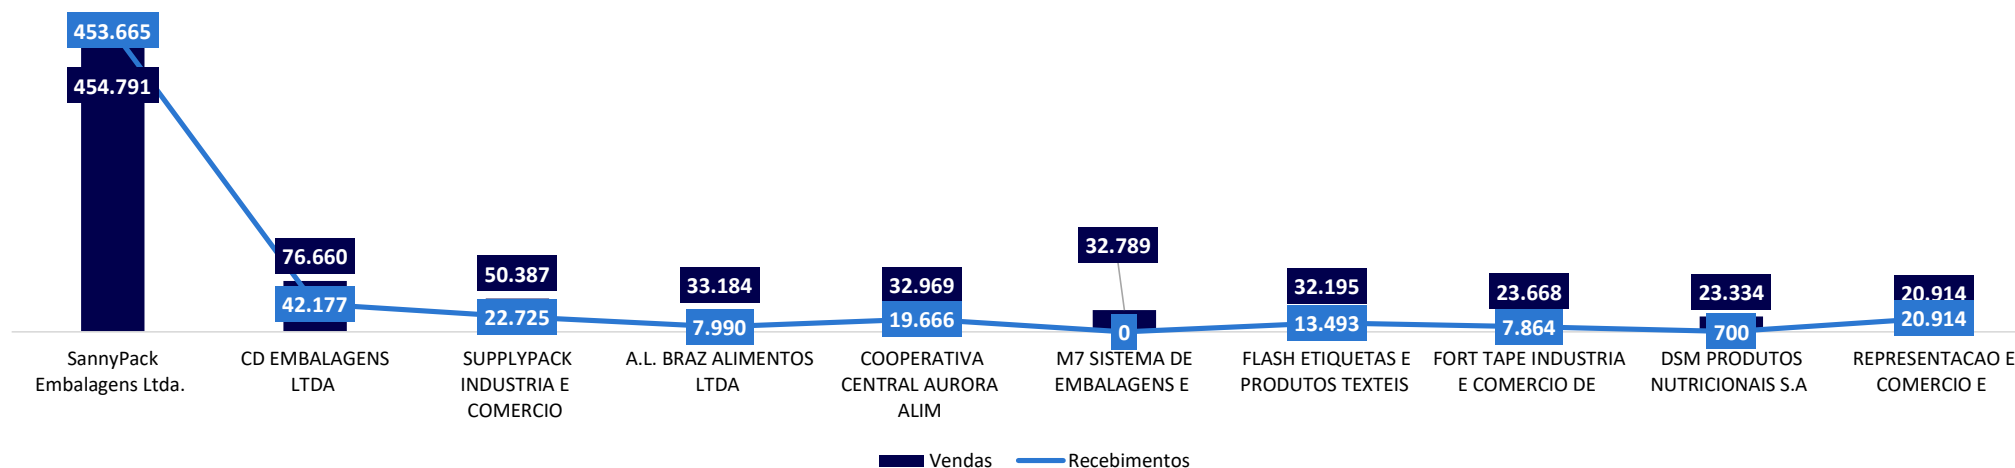 453.665
454.791
76.660
42.177
50.387
22.725
33.184
7.990
32.969
19.666
32.789
0
32.195
13.493
23.668
7.864
23.334
700
20.914
20.914
SannyPack
Embalagens Ltda.
CD EMBALAGENS
LTDA
SUPPLYPACK
INDUSTRIA E
COMERCIO
A.L. BRAZ ALIMENTOS
LTDA
COOPERATIVA
CENTRAL AURORA
ALIM
M7 SISTEMA DE
EMBALAGENS E
FLASH ETIQUETAS E
PRODUTOS TEXTEIS
FORT TAPE INDUSTRIA
E COMERCIO DE
DSM PRODUTOS
NUTRICIONAIS S.A
REPRESENTACAO E
COMERCIO E
Vendas
Recebimentos